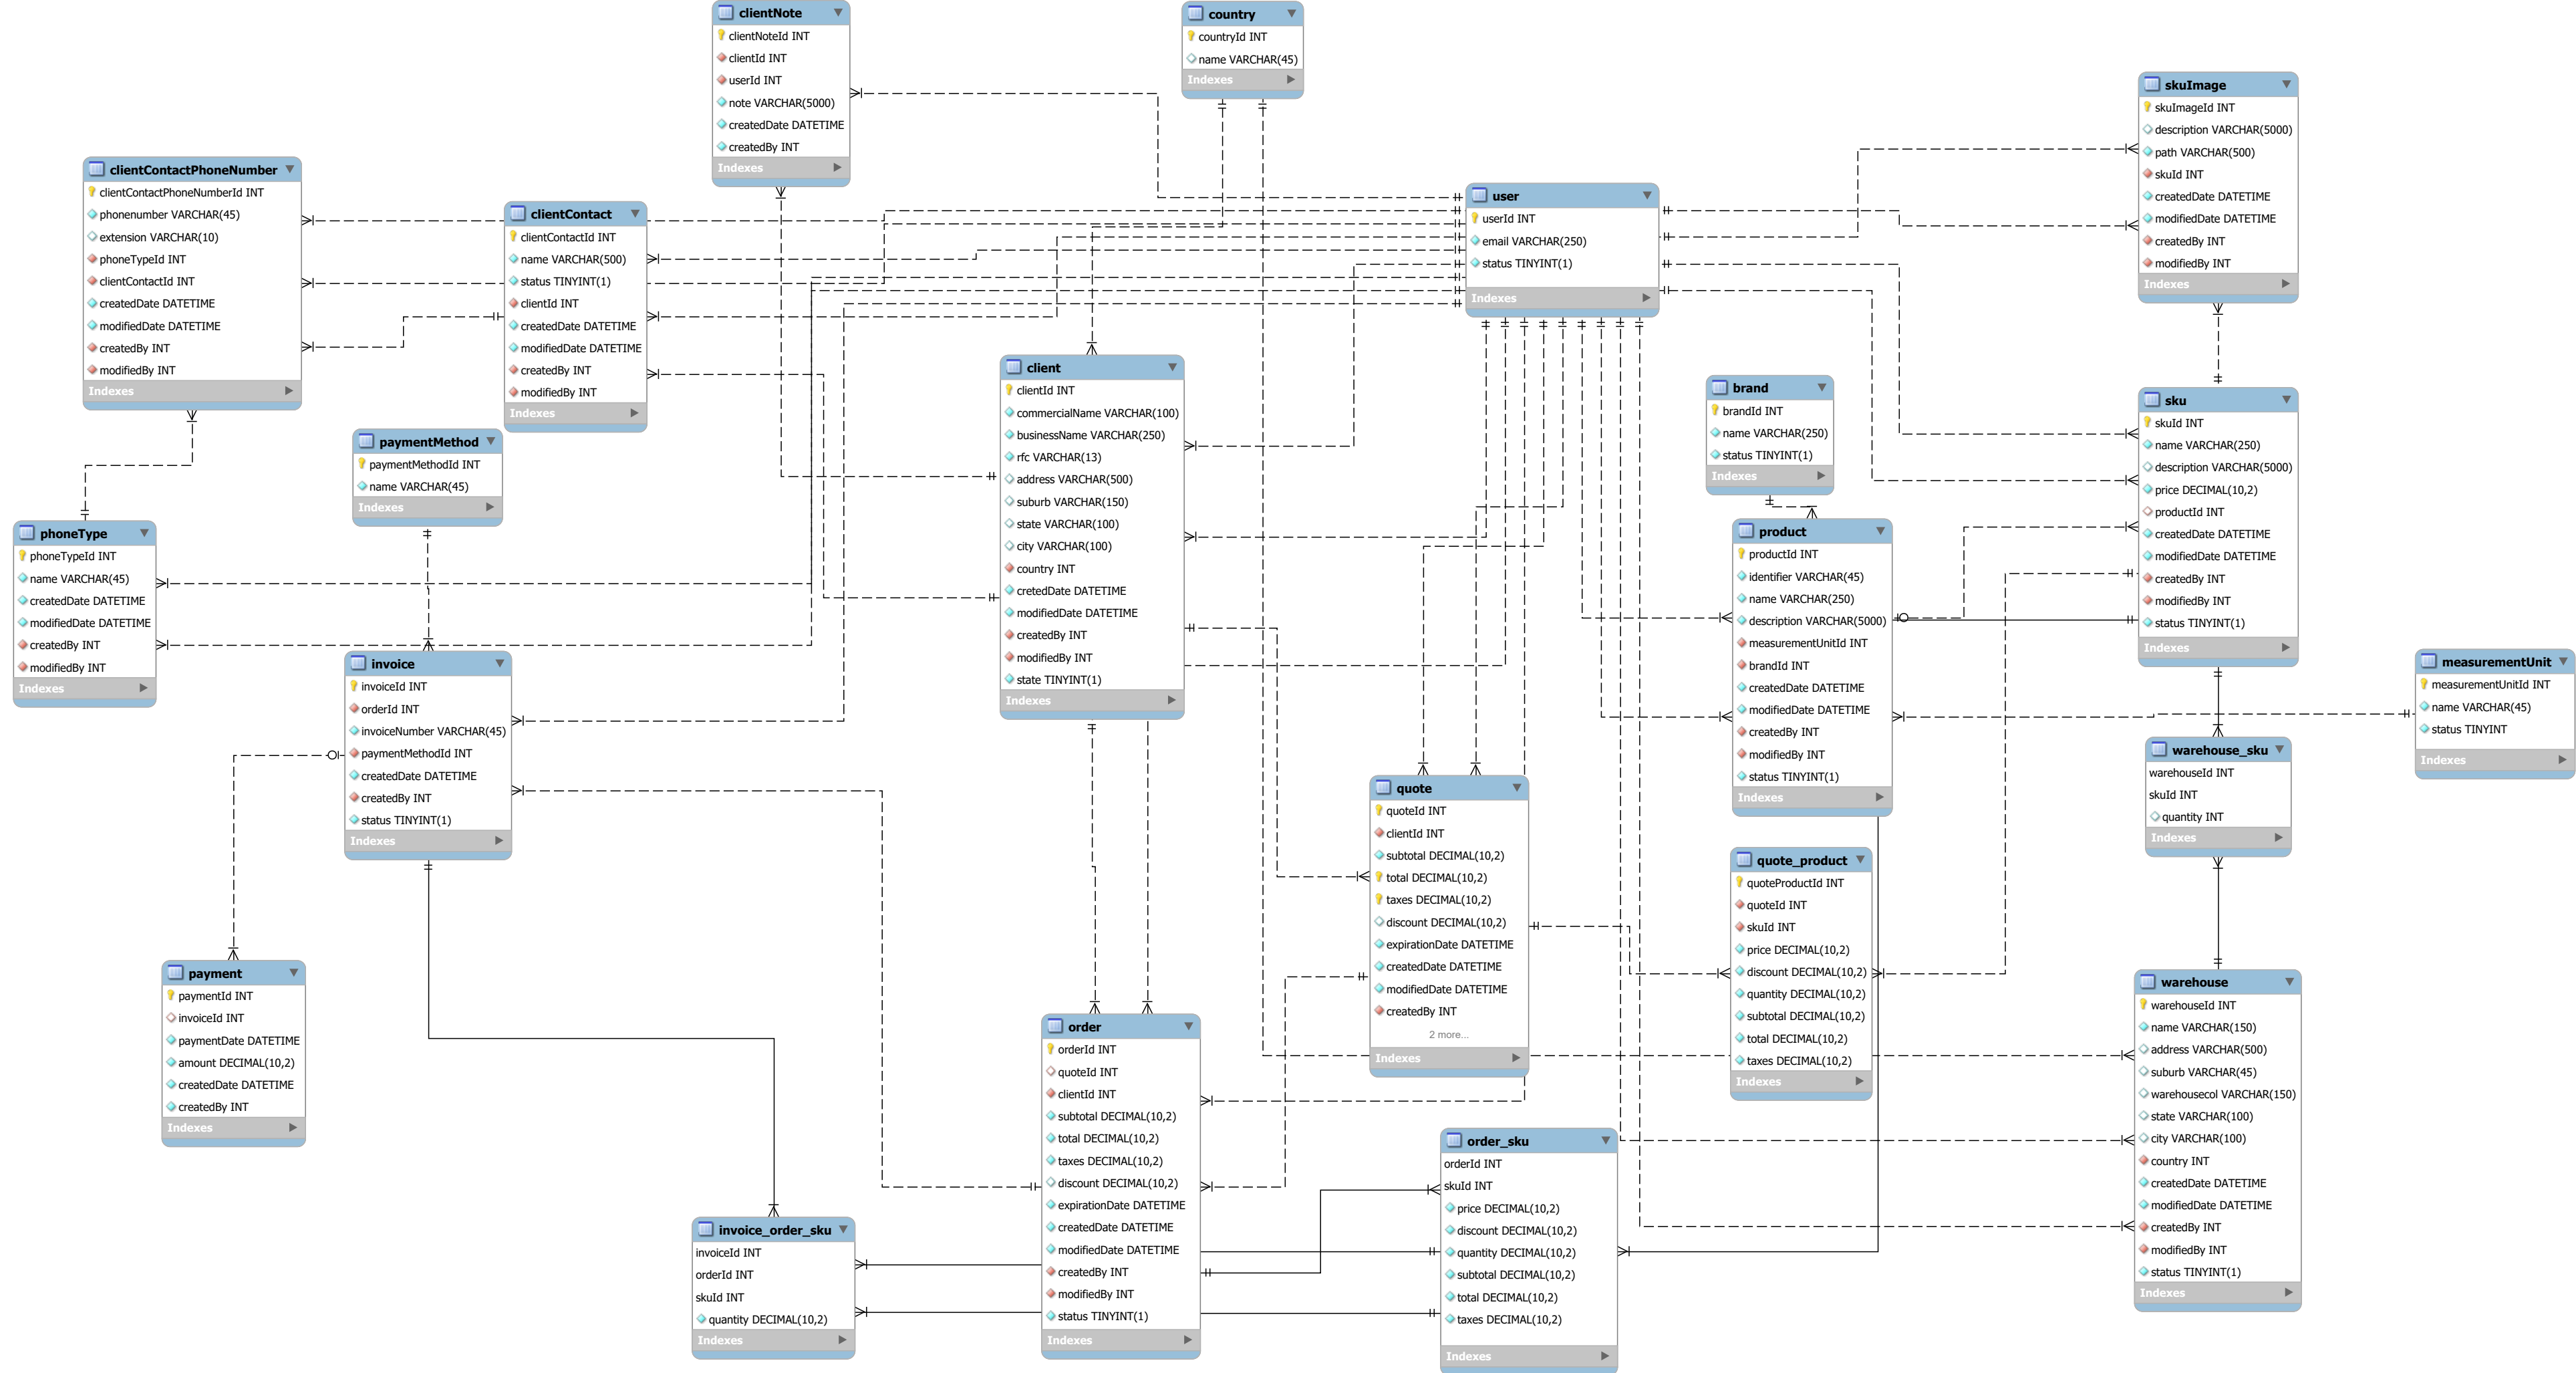 clientNote
clientNoteId INT
clientId INT
userId INT
note VARCHAR(5000)
createdDate DATETIME
createdBy INT
Indexes
country
countryId INT
name VARCHAR(45)
Indexes
skuImage
skuImageId INT
description VARCHAR(5000)
path VARCHAR(500)
skuId INT
createdDate DATETIME
modifiedDate DATETIME
createdBy INT
modifiedBy INT
Indexes
clientContactPhoneNumber
clientContactPhoneNumberId INT
phonenumber VARCHAR(45)
extension VARCHAR(10)
phoneTypeId INT
clientContactId INT
createdDate DATETIME
modifiedDate DATETIME
createdBy INT
modifiedBy INT
Indexes
clientContact
clientContactId INT
name VARCHAR(500)
status TINYINT(1)
clientId INT
createdDate DATETIME
modifiedDate DATETIME
createdBy INT
modifiedBy INT
Indexes
user
userId INT
email VARCHAR(250)
status TINYINT(1)
Indexes
client
clientId INT
commercialName VARCHAR(100)
businessName VARCHAR(250)
rfc VARCHAR(13)
address VARCHAR(500)
suburb VARCHAR(150)
state VARCHAR(100)
city VARCHAR(100)
country INT
cretedDate DATETIME
modifiedDate DATETIME
createdBy INT
modifiedBy INT
state TINYINT(1)
Indexes
brand
brandId INT
name VARCHAR(250)
status TINYINT(1)
Indexes
sku
skuId INT
name VARCHAR(250)
description VARCHAR(5000)
price DECIMAL(10,2)
productId INT
createdDate DATETIME
modifiedDate DATETIME
createdBy INT
modifiedBy INT
status TINYINT(1)
Indexes
paymentMethod
paymentMethodId INT
name VARCHAR(45)
Indexes
phoneType
phoneTypeId INT
name VARCHAR(45)
createdDate DATETIME
modifiedDate DATETIME
createdBy INT
modifiedBy INT
Indexes
product
productId INT
identifier VARCHAR(45)
name VARCHAR(250)
description VARCHAR(5000)
measurementUnitId INT
brandId INT
createdDate DATETIME
modifiedDate DATETIME
createdBy INT
modifiedBy INT
status TINYINT(1)
Indexes
invoice
invoiceId INT
orderId INT
invoiceNumber VARCHAR(45)
paymentMethodId INT
createdDate DATETIME
createdBy INT
status TINYINT(1)
Indexes
measurementUnit
measurementUnitId INT
name VARCHAR(45)
status TINYINT
Indexes
warehouse_sku
warehouseId INT
skuId INT
quantity INT
Indexes
quote
quoteId INT
clientId INT
subtotal DECIMAL(10,2)
total DECIMAL(10,2)
taxes DECIMAL(10,2)
discount DECIMAL(10,2)
expirationDate DATETIME
createdDate DATETIME
modifiedDate DATETIME
createdBy INT
2 more...
Indexes
quote_product
quoteProductId INT
quoteId INT
skuId INT
price DECIMAL(10,2)
discount DECIMAL(10,2)
quantity DECIMAL(10,2)
subtotal DECIMAL(10,2)
total DECIMAL(10,2)
taxes DECIMAL(10,2)
Indexes
payment
paymentId INT
invoiceId INT
paymentDate DATETIME
amount DECIMAL(10,2)
createdDate DATETIME
createdBy INT
Indexes
warehouse
warehouseId INT
name VARCHAR(150)
address VARCHAR(500)
suburb VARCHAR(45)
warehousecol VARCHAR(150)
state VARCHAR(100)
city VARCHAR(100)
country INT
createdDate DATETIME
modifiedDate DATETIME
createdBy INT
modifiedBy INT
status TINYINT(1)
Indexes
order
orderId INT
quoteId INT
clientId INT
subtotal DECIMAL(10,2)
total DECIMAL(10,2)
taxes DECIMAL(10,2)
discount DECIMAL(10,2)
expirationDate DATETIME
createdDate DATETIME
modifiedDate DATETIME
createdBy INT
modifiedBy INT
status TINYINT(1)
Indexes
order_sku
orderId INT
skuId INT
price DECIMAL(10,2)
discount DECIMAL(10,2)
quantity DECIMAL(10,2)
subtotal DECIMAL(10,2)
total DECIMAL(10,2)
taxes DECIMAL(10,2)
Indexes
invoice_order_sku
invoiceId INT
orderId INT
skuId INT
quantity DECIMAL(10,2)
Indexes